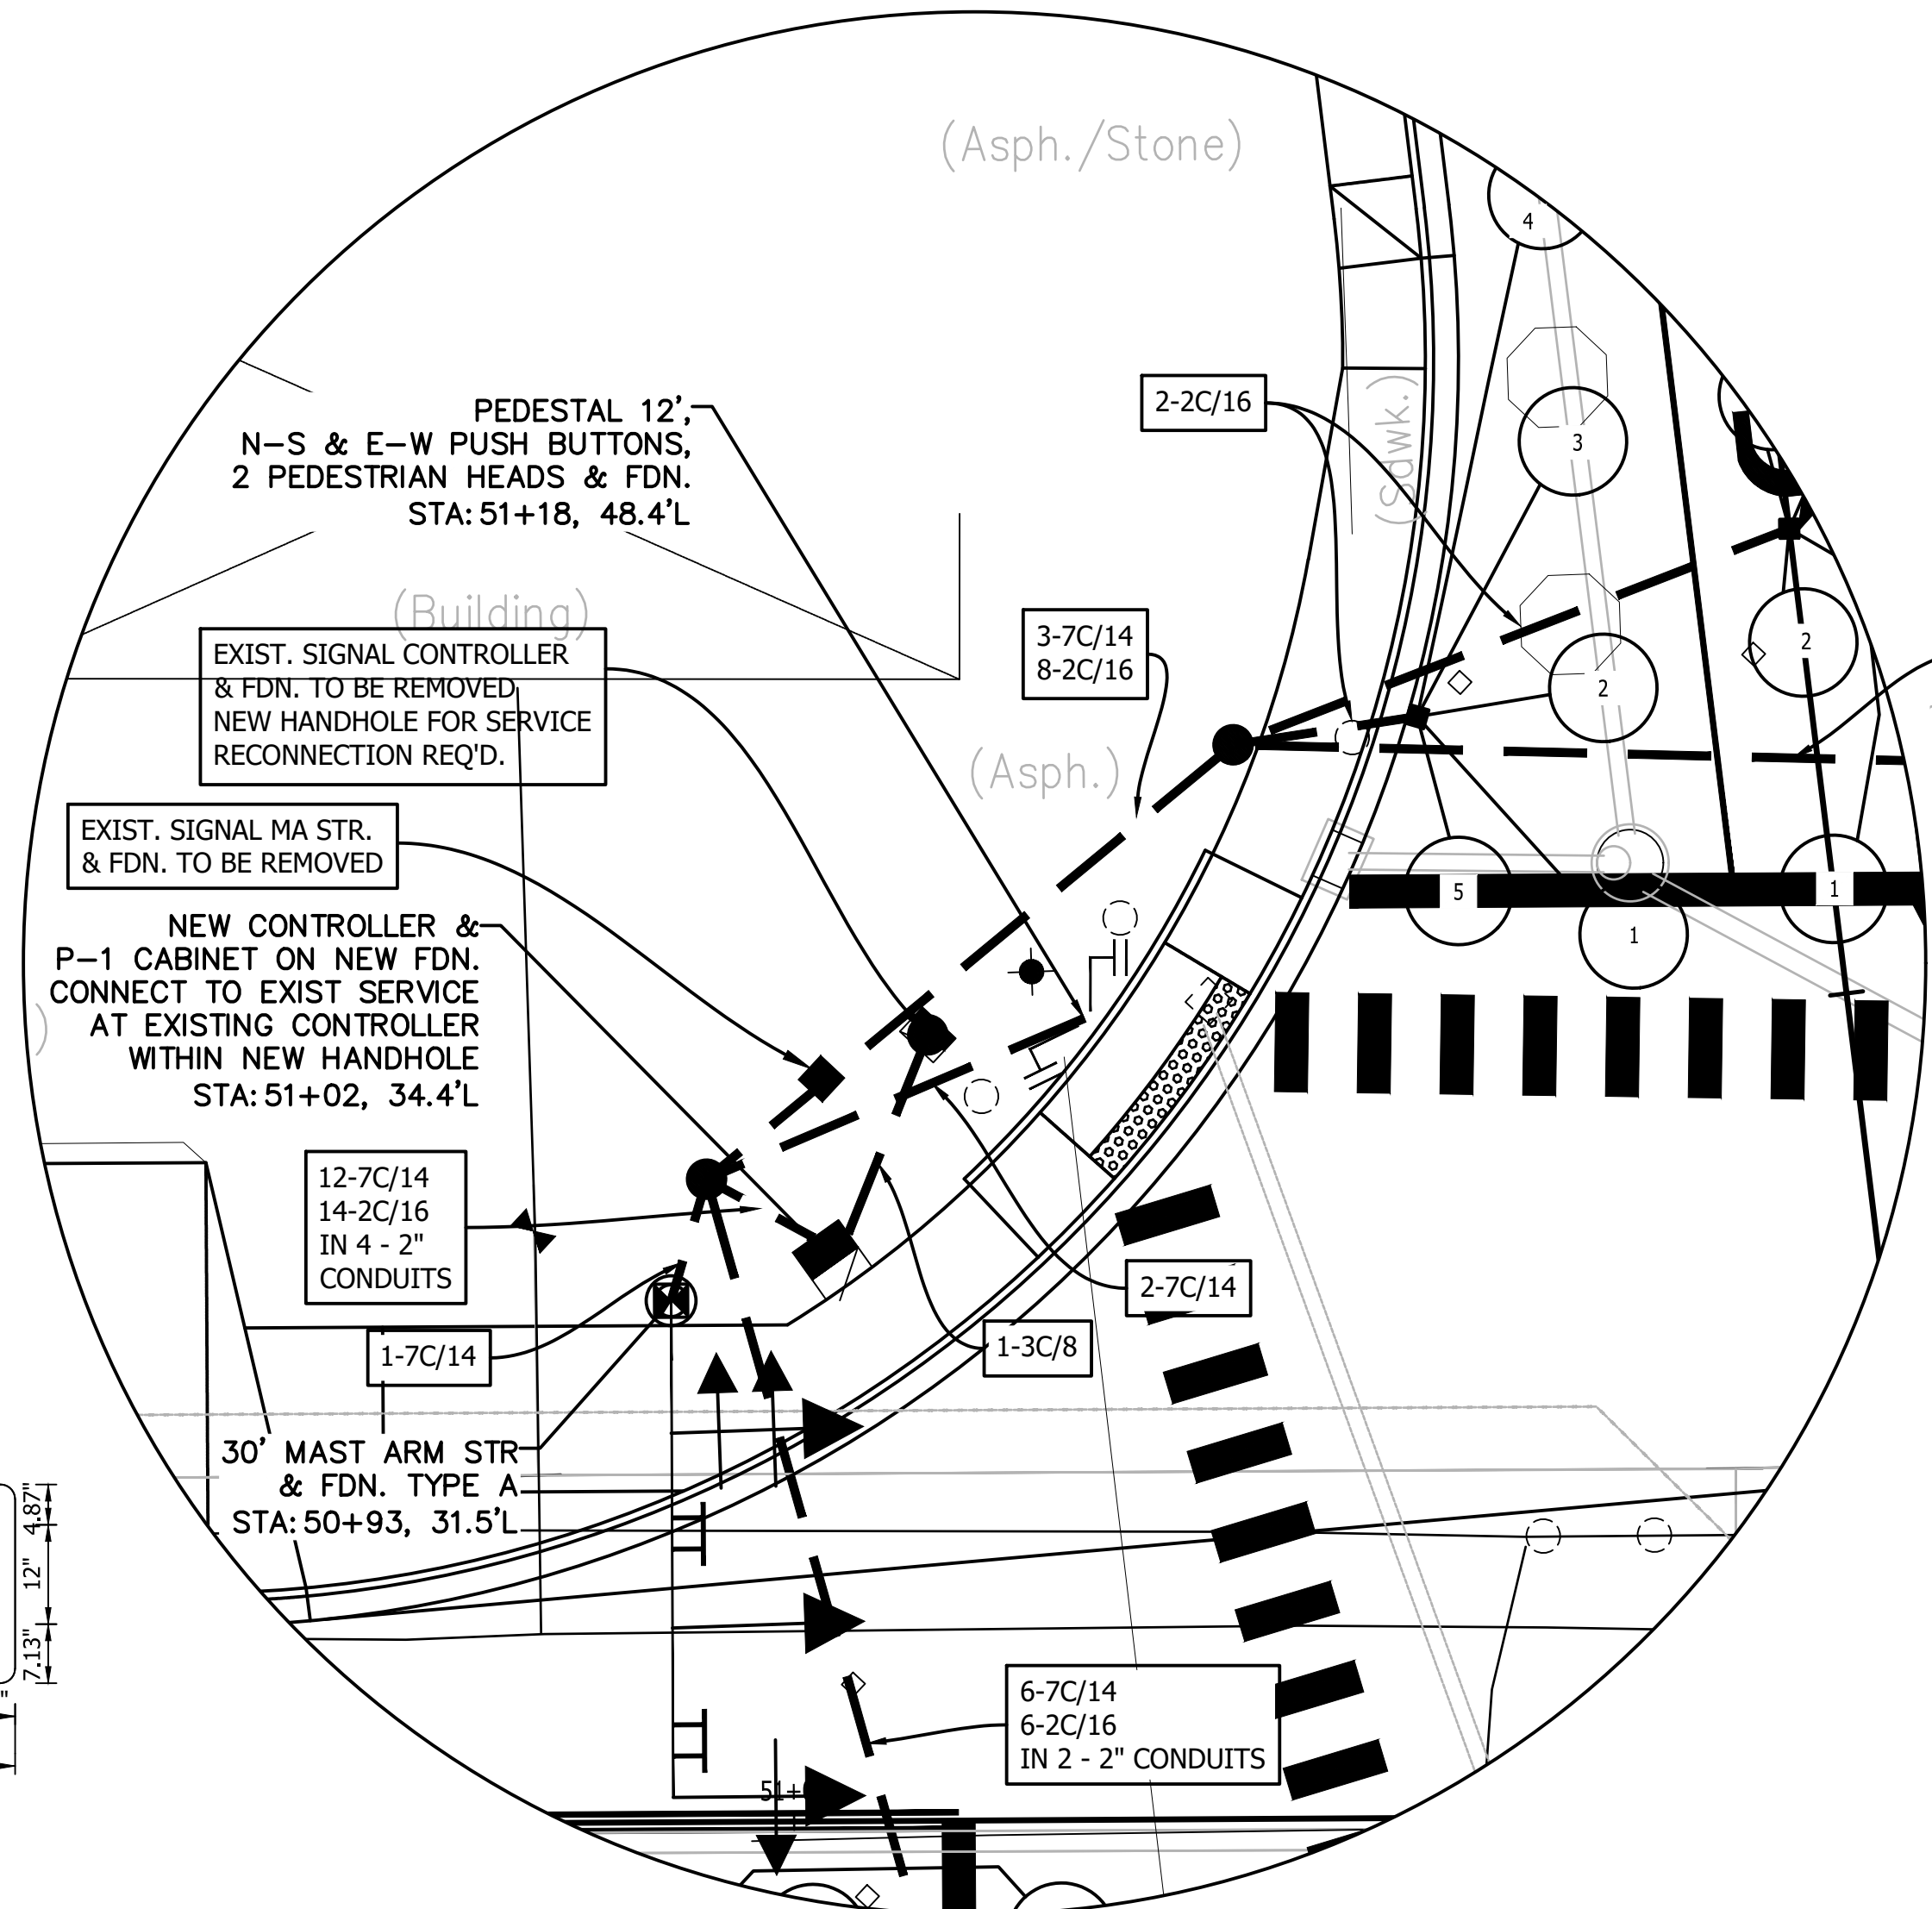 (Asph./Stone)
4
PEDESTAL 12',
N-S & E-W PUSH BUTTONS,
2 PEDESTRIAN HEADS & FDN.
STA: 51+18, 48.4'L
2-2C/16
(Sdwk.)
3
(Building)
EXIST. SIGNAL CONTROLLER
& FDN. TO BE REMOVED
NEW HANDHOLE FOR SERVICE
RECONNECTION REQ'D.
3-7C/14
8-2C/16
2
2
(Asph.)
EXIST. SIGNAL MA STR.
& FDN. TO BE REMOVED
5
1
1
NEW CONTROLLER &
P-1 CABINET ON NEW FDN.
CONNECT TO EXIST SERVICE
AT EXISTING CONTROLLER
WITHIN NEW HANDHOLE
STA: 51+02, 34.4'L
)
12-7C/14
14-2C/16
IN 4 - 2"
CONDUITS
2-7C/14
1-7C/14
1-3C/8
30' MAST ARM STR
& FDN. TYPE A
STA: 50+93, 31.5'L
4.87"
12"
7.13"
"
6-7C/14
6-2C/16
IN 2 - 2" CONDUITS